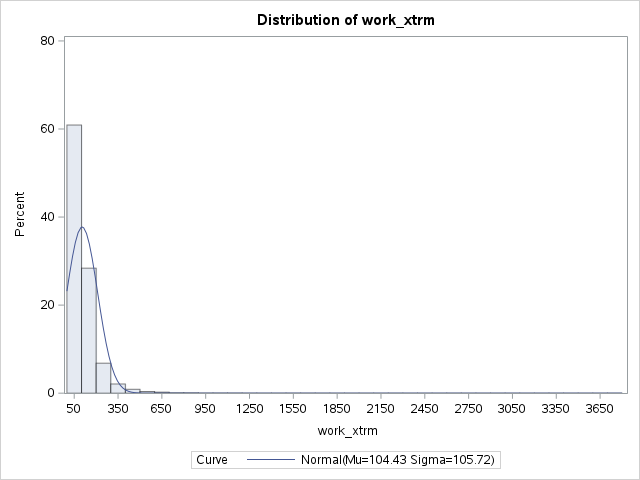 Distribution of work_xtrm
80
60
40
20
0
Percent
50 350 650 950 1250 1550 1850 2150 2450 2750 3050 3350 3650
work_xtrm
Curve Normal(Mu=104.43 Sigma=105.72)